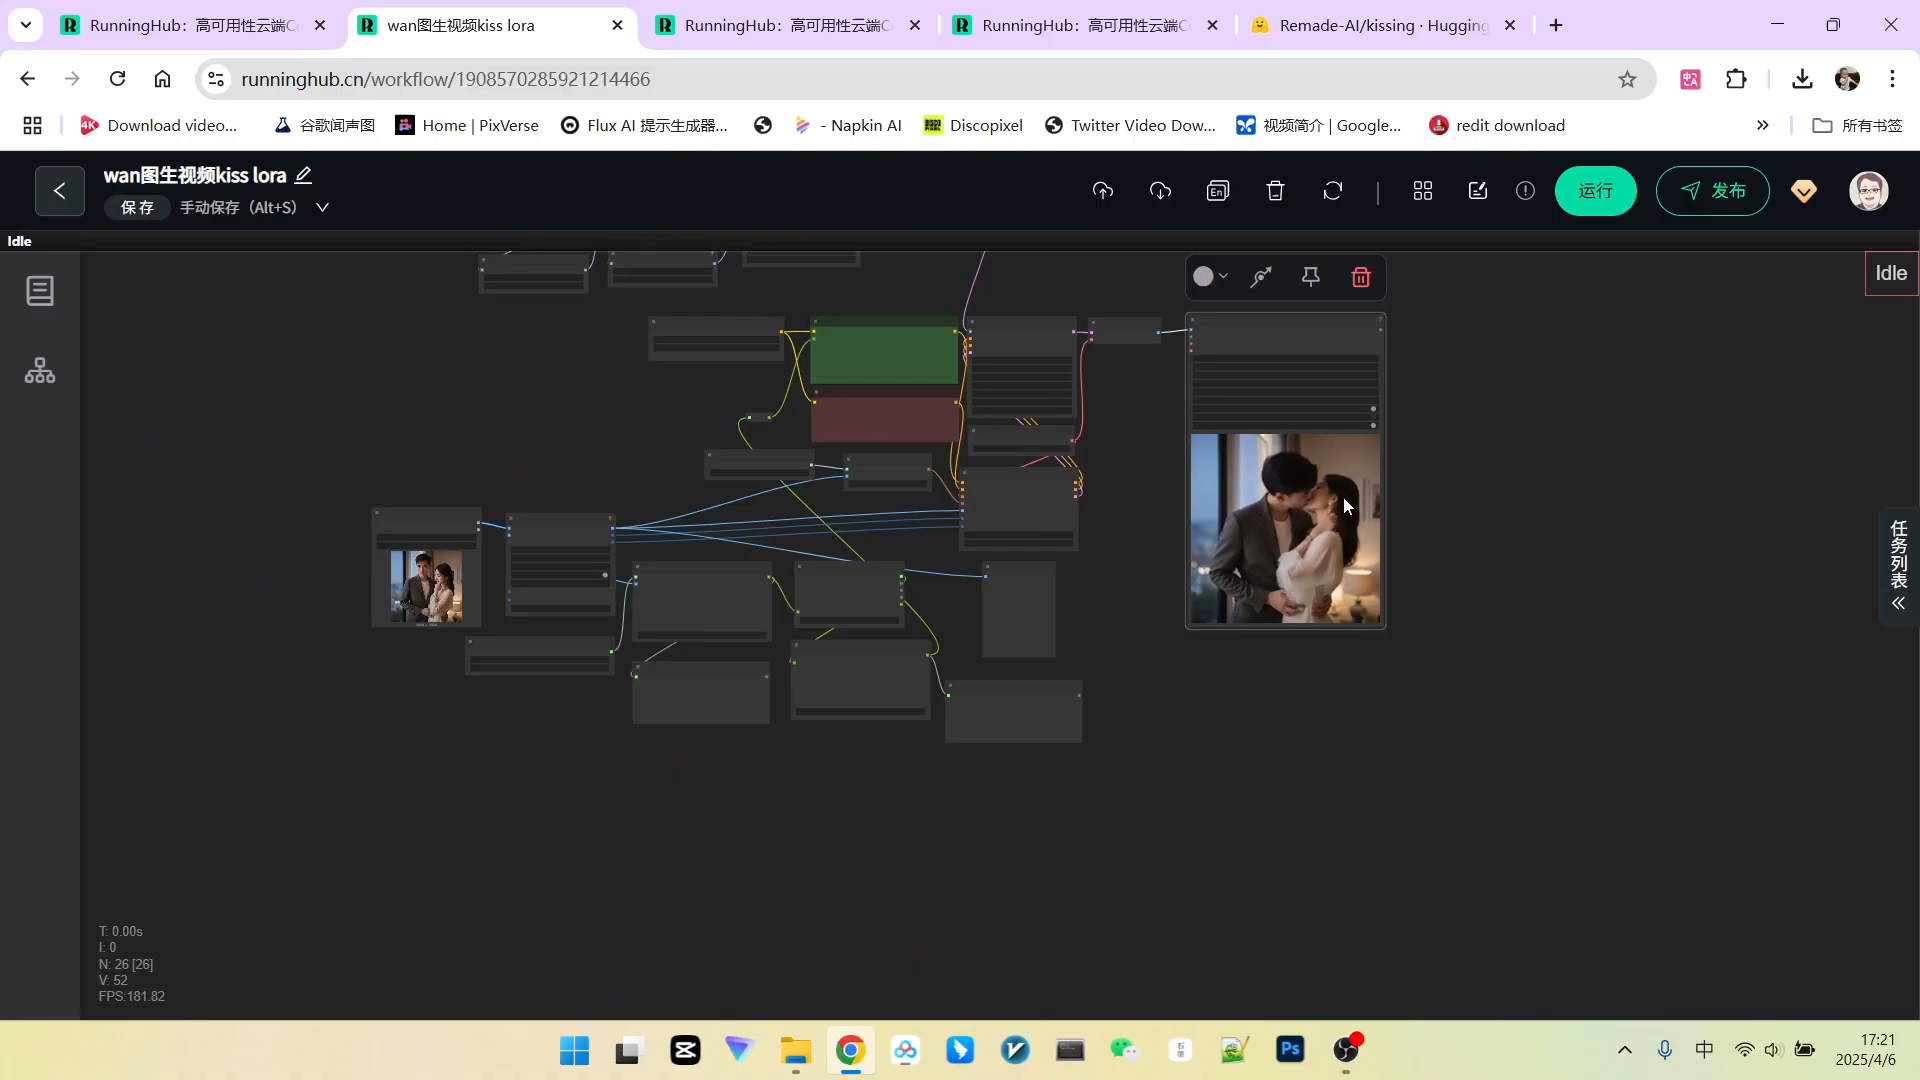 RunningHub：高可用性云端C
wan图生视频kiss lora
RunningHub：高可用性云端C
RunningHub：高可用性云端C
Remade-AI/kissing · Hugging
runninghub.cn/workflow/1908570285921214466
4K Download video...
谷歌闻声图
Home | PixVerse
Flux AI 提示生成器...
- Napkin AI
Discopixel
Twitter Video Dow...
视频简介 | Google...
redit download
所有书签
wan图生视频kiss lora
保存
手动保存（Alt+S）
En
运行
发布
Idle
Idle
任务列表
T: 0.00s
I: 0
N: 26 [26]
V: 52
FPS:181.82
Ps
中
17:21
2025/4/6